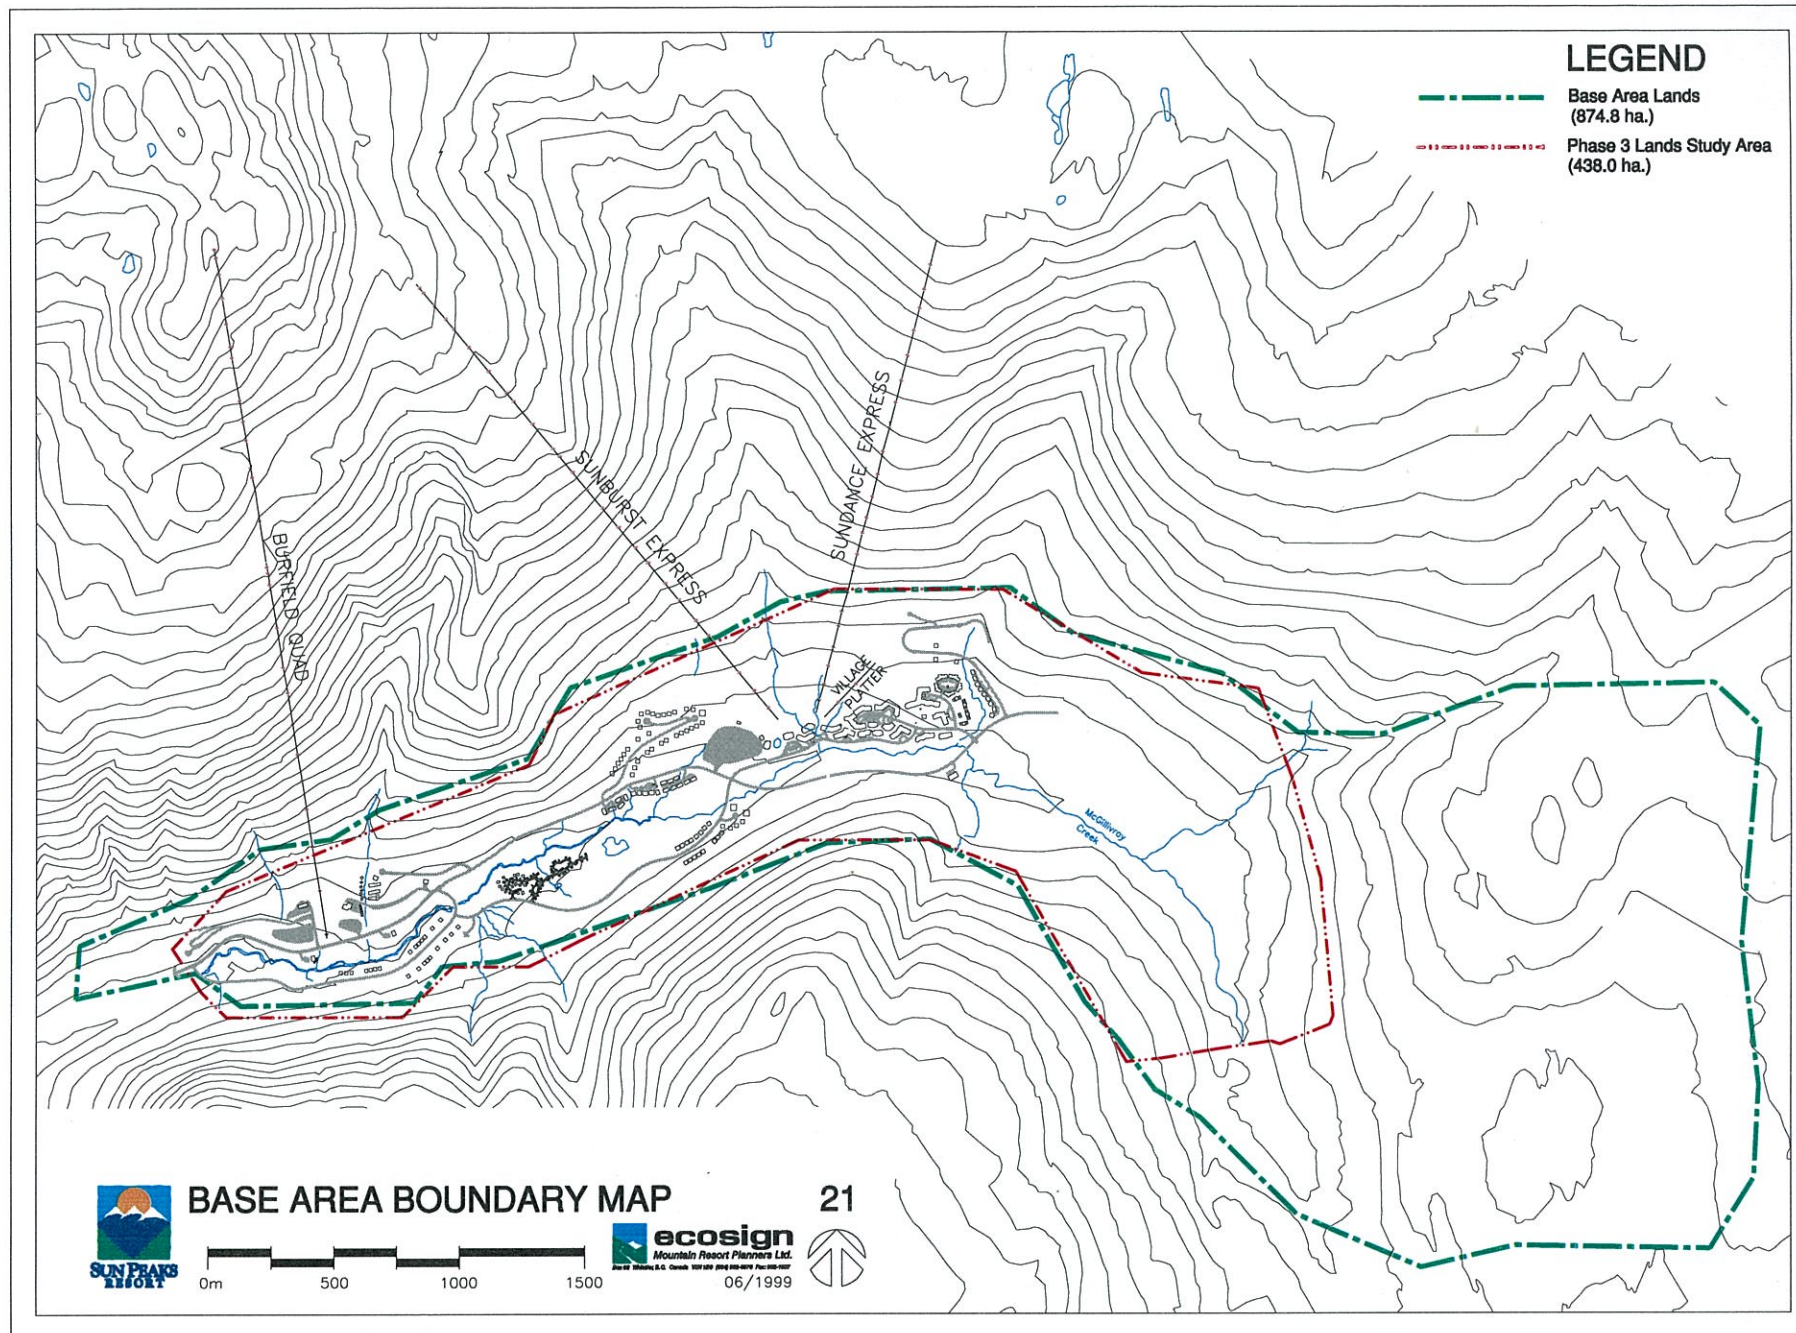 LEGEND
Base Area Lands
(874.8 ha.)
Phase 3 Lands Study Area
(438.0 ha.)
SUNDANCE EXPRESS
SUNBURST EXPRESS
BURFIELD QUAD
VILLAGE
PLATTER
McGillivray
Creek
BASE AREA BOUNDARY MAP
21
ecosign
Mountain Resort Planners Ltd.
SUN PEAKS
RESORT
0m
500
1000
1500
06/1999